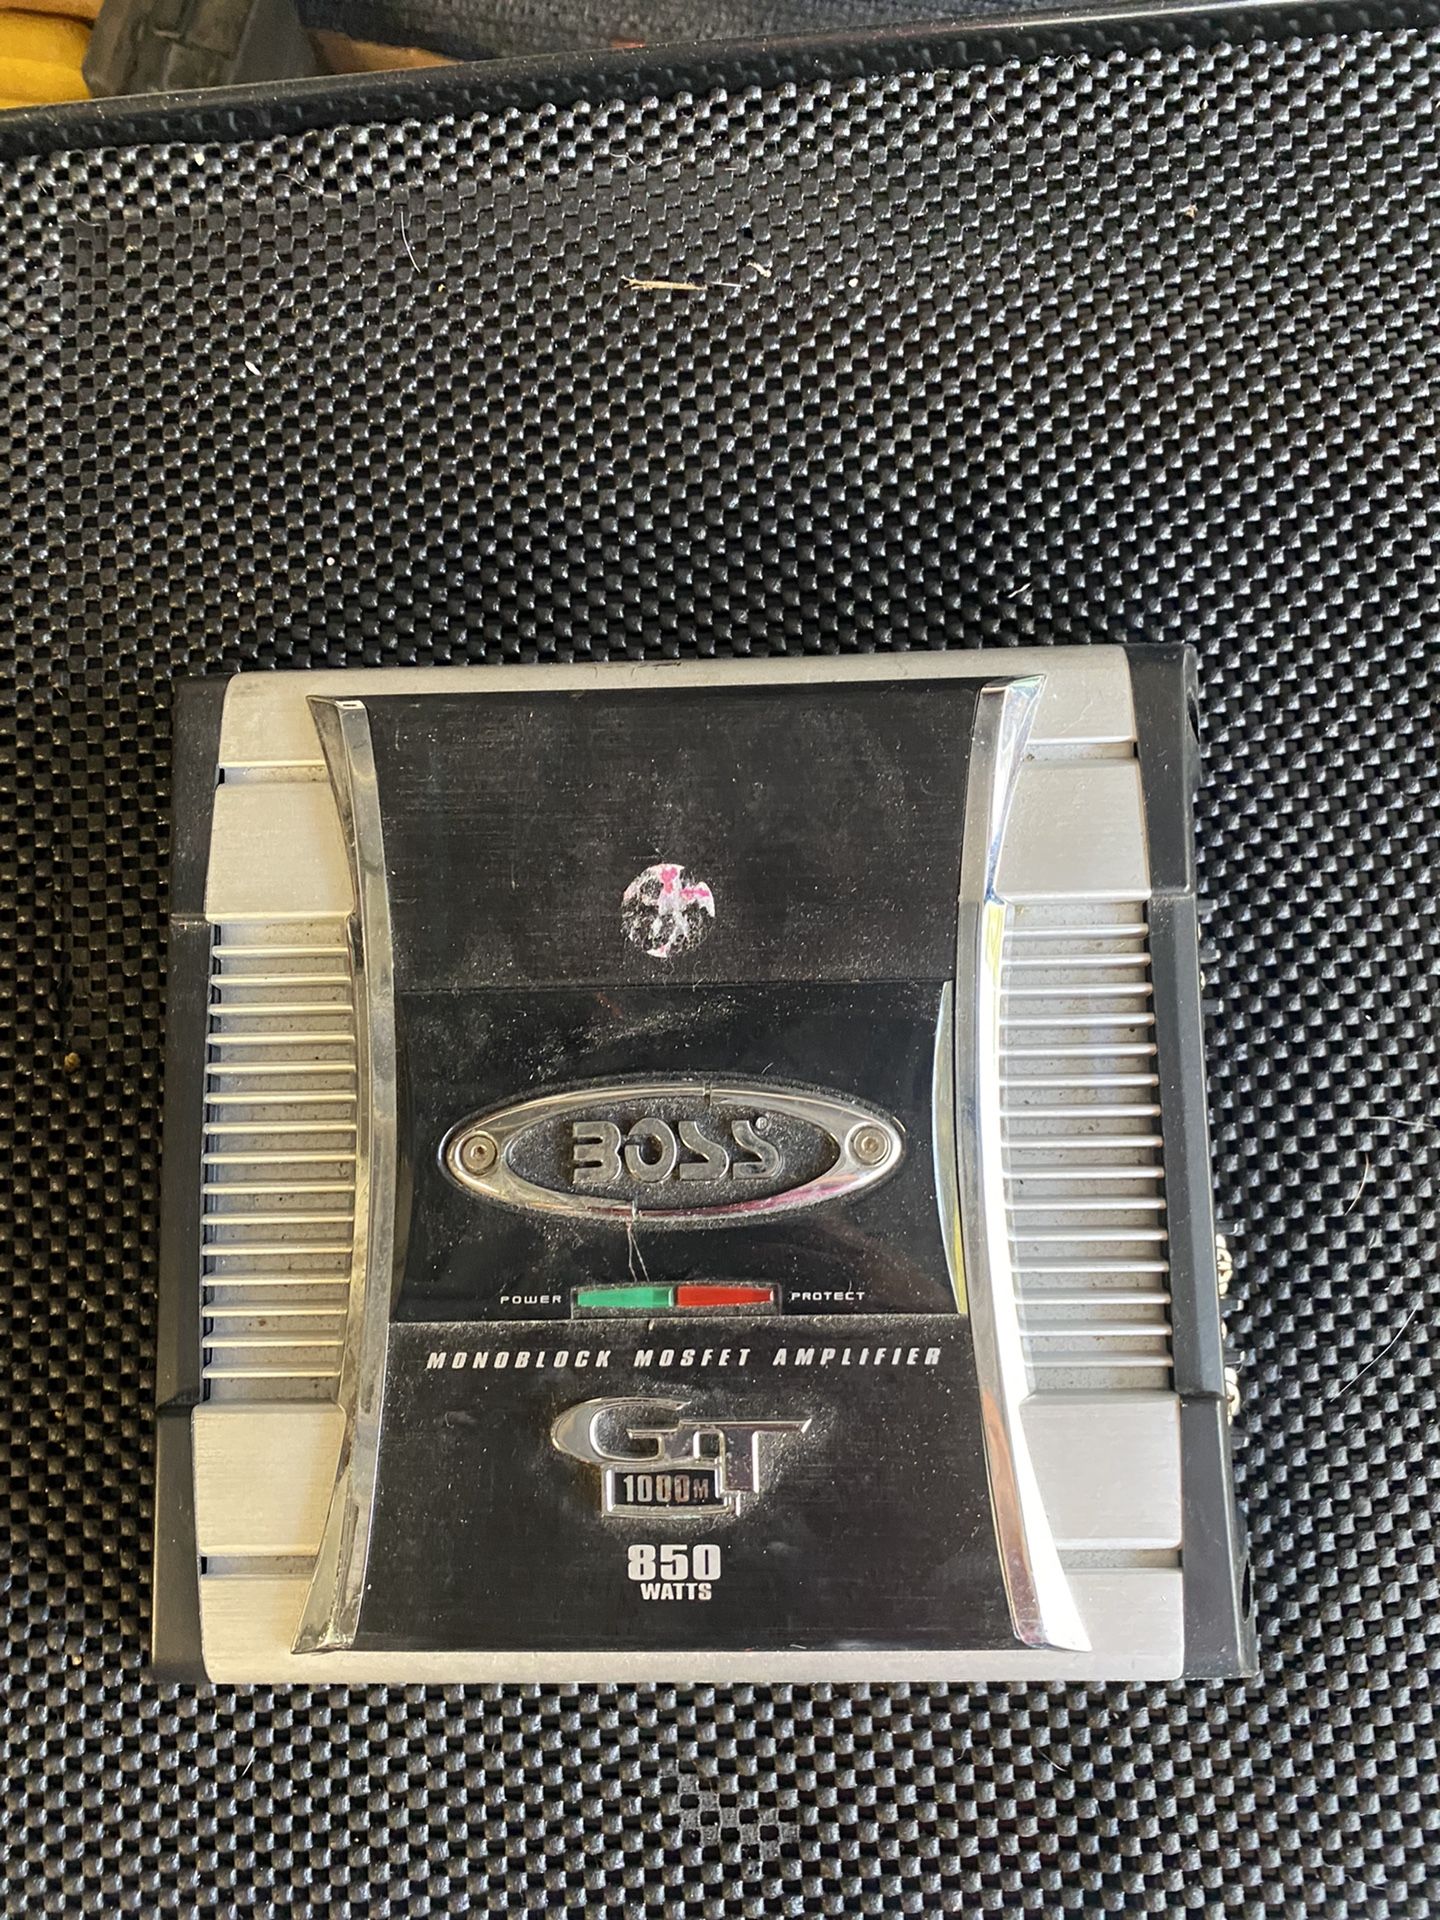 BOSS®
POWER PROTECT
MONOBLOCK MOSFET AMPLIFIER
GT
1000M
850
WATTS